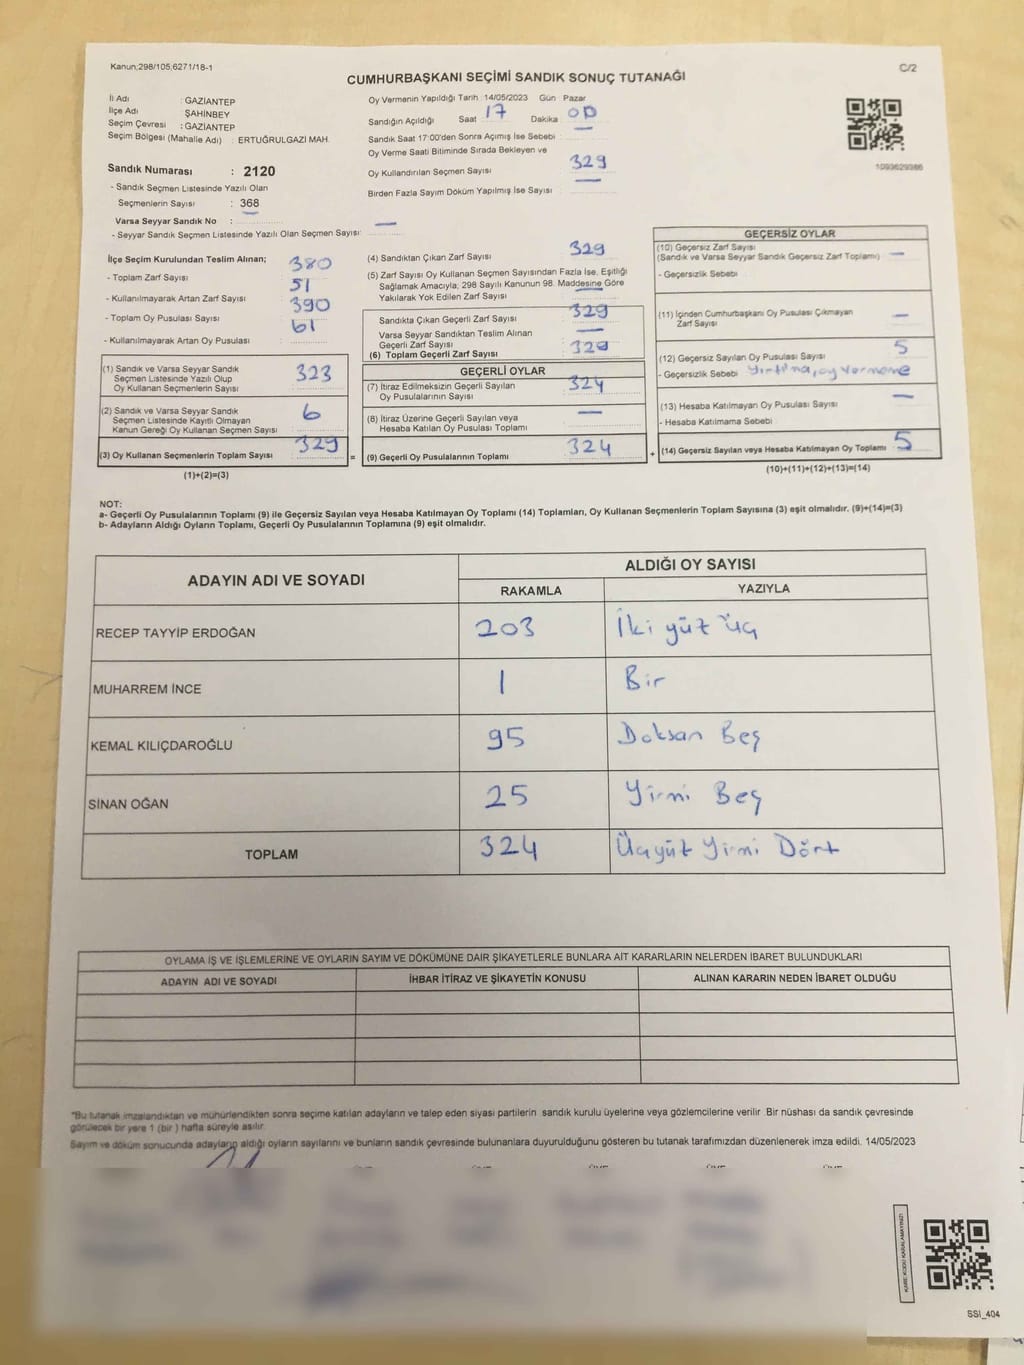 Kanun;298/105;6271/18-1
C/2
CUMHURBAŞKANI SEÇİMİ SANDIK SONUÇ TUTANAĞI
İl Adı : GAZİANTEP
İlçe Adı : ŞAHİNBEY
Seçim Çevresi : GAZİANTEP
Seçim Bölgesi (Mahalle Adı) : ERTUĞRULGAZİ MAH.
Oy Vermenin Yapıldığı Tarih 14/05/2023 Gün Pazar
Sandığın Açıldığı Saat 17 Dakika 00
Sandık Saat 17:00'den Sonra Açımış İse Sebebi : —
Oy Verme Saati Bitiminde Sırada Bekleyen ve
Oy Kullandırılan Seçmen Sayısı 329
Birden Fazla Sayım Döküm Yapılmış İse Sayısı —
1093629386
Sandık Numarası : 2120
- Sandık Seçmen Listesinde Yazılı Olan
Seçmenlerin Sayısı : 368
Varsa Seyyar Sandık No : —
- Seyyar Sandık Seçmen Listesinde Yazılı Olan Seçmen Sayısı: —
İlçe Seçim Kurulundan Teslim Alınan;
- Toplam Zarf Sayısı 380
- Kullanılmayarak Artan Zarf Sayısı 51
- Toplam Oy Pusulası Sayısı 390
- Kullanılmayarak Artan Oy Pusulası 61
(1) Sandık ve Varsa Seyyar Sandık
Seçmen Listesinde Yazılı Olup
Oy Kullanan Seçmenlerin Sayısı 323
(2) Sandık ve Varsa Seyyar Sandık
Seçmen Listesinde Kayıtlı Olmayan
Kanun Gereği Oy Kullanan Seçmen Sayısı 6
(3) Oy Kullanan Seçmenlerin Toplam Sayısı 329 =
(1)+(2)=(3)
(4) Sandıktan Çıkan Zarf Sayısı 329
(5) Zarf Sayısı Oy Kullanan Seçmen Sayısından Fazla İse, Eşitliği
Sağlamak Amacıyla; 298 Sayılı Kanunun 98. Maddesine Göre
Yakılarak Yok Edilen Zarf Sayısı —
Sandıkta Çıkan Geçerli Zarf Sayısı 329
Varsa Seyyar Sandıktan Teslim Alınan
Geçerli Zarf Sayısı —
(6) Toplam Geçerli Zarf Sayısı 329
GEÇERLİ OYLAR
(7) İtiraz Edilmeksizin Geçerli Sayılan
Oy Pusulalarının Sayısı 324
(8) İtiraz Üzerine Geçerli Sayılan veya
Hesaba Katılan Oy Pusulası Toplamı —
(9) Geçerli Oy Pusulalarının Toplamı 324 +
GEÇERSİZ OYLAR
(10) Geçersiz Zarf Sayısı
(Sandık ve Varsa Seyyar Sandık Geçersiz Zarf Toplamı) —
- Geçersizlik Sebebi
(11) İçinden Cumhurbaşkanı Oy Pusulası Çıkmayan
Zarf Sayısı —
(12) Geçersiz Sayılan Oy Pusulası Sayısı 5
- Geçersizlik Sebebi Yırtılma, oy vermeme
(13) Hesaba Katılmayan Oy Pusulası Sayısı —
- Hesaba Katılmama Sebebi
(14) Geçersiz Sayılan veya Hesaba Katılmayan Oy Toplamı 5
(10)+(11)+(12)+(13)=(14)
NOT:
a- Geçerli Oy Pusulalarının Toplamı (9) ile Geçersiz Sayılan veya Hesaba Katılmayan Oy Toplamı (14) Toplamları, Oy Kullanan Seçmenlerin Toplam Sayısına (3) eşit olmalıdır. (9)+(14)=(3)
b- Adayların Aldığı Oyların Toplamı, Geçerli Oy Pusulalarının Toplamına (9) eşit olmalıdır.
ADAYIN ADI VE SOYADI
ALDIĞI OY SAYISI
RAKAMLA YAZIYLA
RECEP TAYYİP ERDOĞAN 203 İki yüz üç
MUHARREM İNCE 1 Bir
KEMAL KILIÇDAROĞLU 95 Doksan Beş
SİNAN OĞAN 25 Yirmi Beş
TOPLAM 324 Üçyüz Yirmi Dört
OYLAMA İŞ VE İŞLEMLERİNE VE OYLARIN SAYIM VE DÖKÜMÜNE DAİR ŞİKAYETLERLE BUNLARA AİT KARARLARIN NELERDEN İBARET BULUNDUKLARI
ADAYIN ADI VE SOYADI İHBAR İTİRAZ VE ŞİKAYETİN KONUSU ALINAN KARARIN NEDEN İBARET OLDUĞU
*Bu tutanak imzalandıktan ve mühürlendikten sonra seçime katılan adayların ve talep eden siyasi partilerin sandık kurulu üyelerine veya gözlemcilerine verilir. Bir nüshası da sandık çevresinde
görülecek bir yere 1 (bir ) hafta süreyle asılır.
Sayım ve döküm sonucunda adayların aldığı oyların sayılarını ve bunların sandık çevresinde bulunanlara duyurulduğunu gösteren bu tutanak tarafımızdan düzenlenerek imza edildi. 14/05/2023
KARE KODU KARALAMAYINIZ!
SSI_404